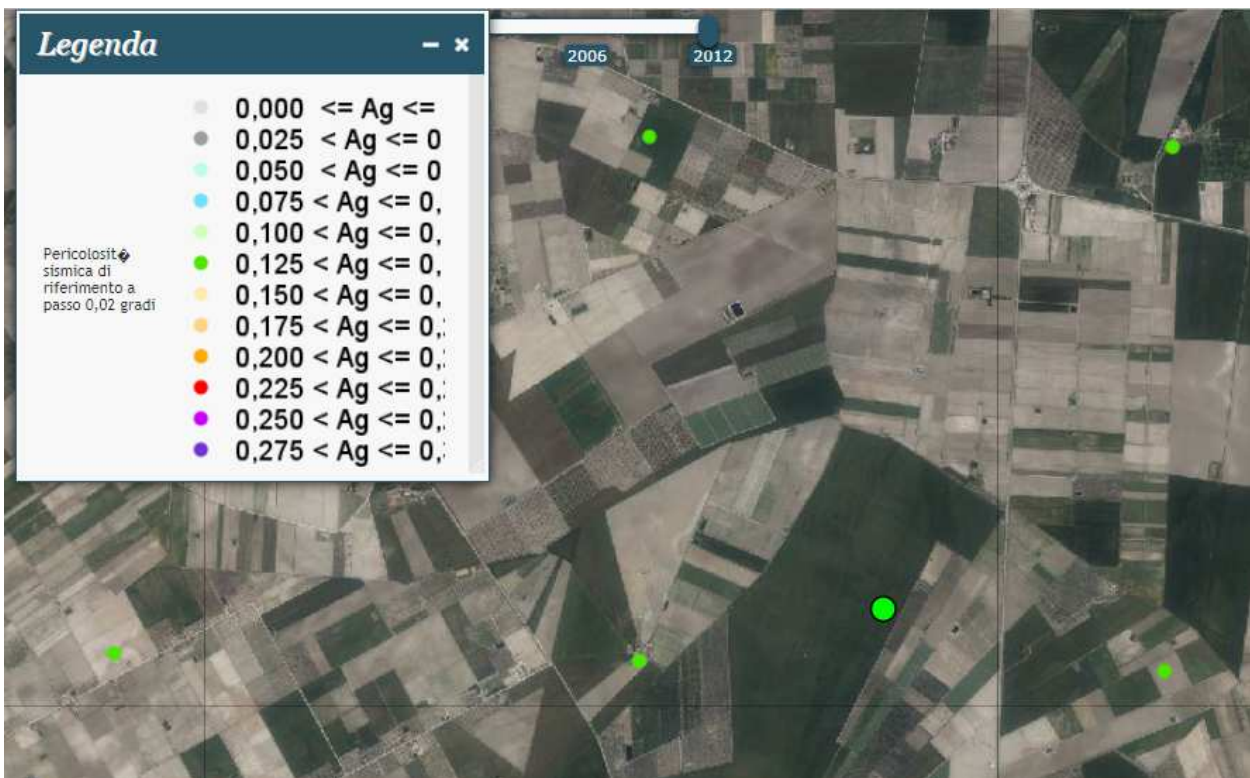 Legenda
2006
2012
0,000 <= Ag <=
0,025 < Ag <= 0
0,050 < Ag <= 0
0,075 < Ag <= 0,
0,100 < Ag <= 0,
0,125 < Ag <= 0,
0,150 < Ag <= 0,
0,175 < Ag <= 0,
0,200 < Ag <= 0,
0,225 < Ag <= 0,
0,250 < Ag <= 0,
0,275 < Ag <= 0,
Pericolosit�
sismica di
riferimento a
passo 0,02 gradi